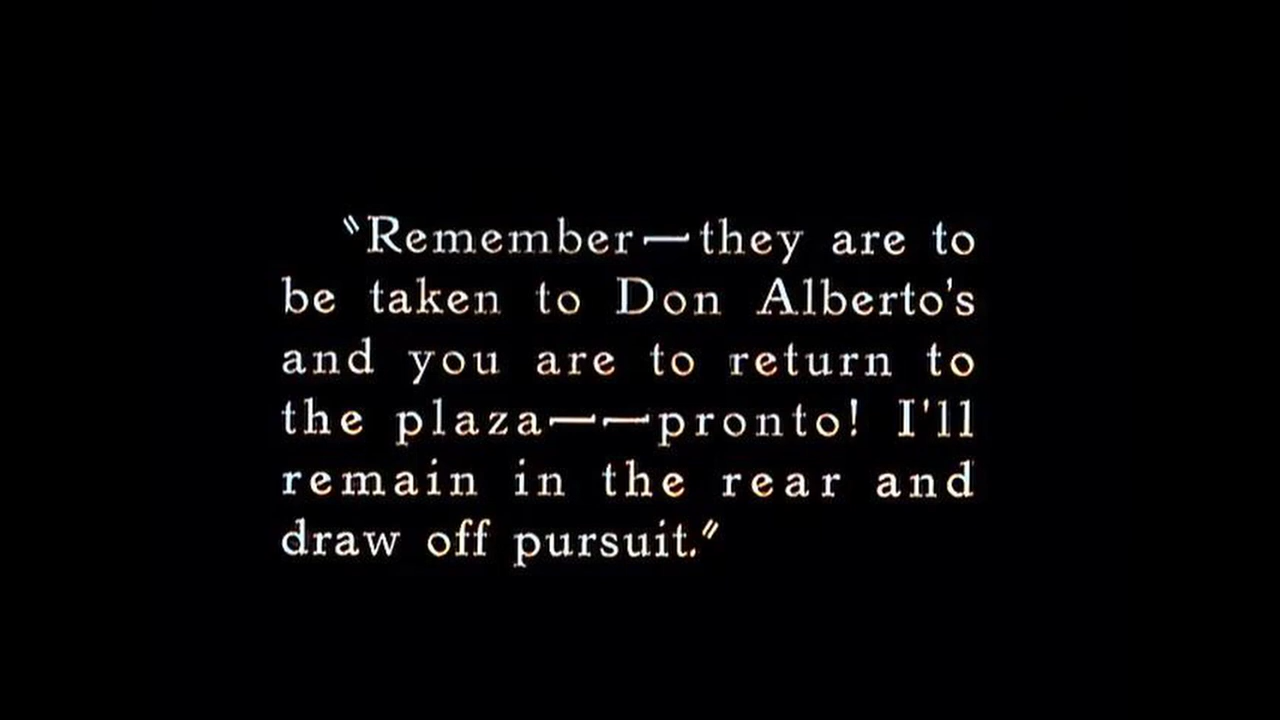 "Remember—they are to
be taken to Don Alberto's
and you are to return to
the plaza——pronto! I'll
remain in the rear and
draw off pursuit."